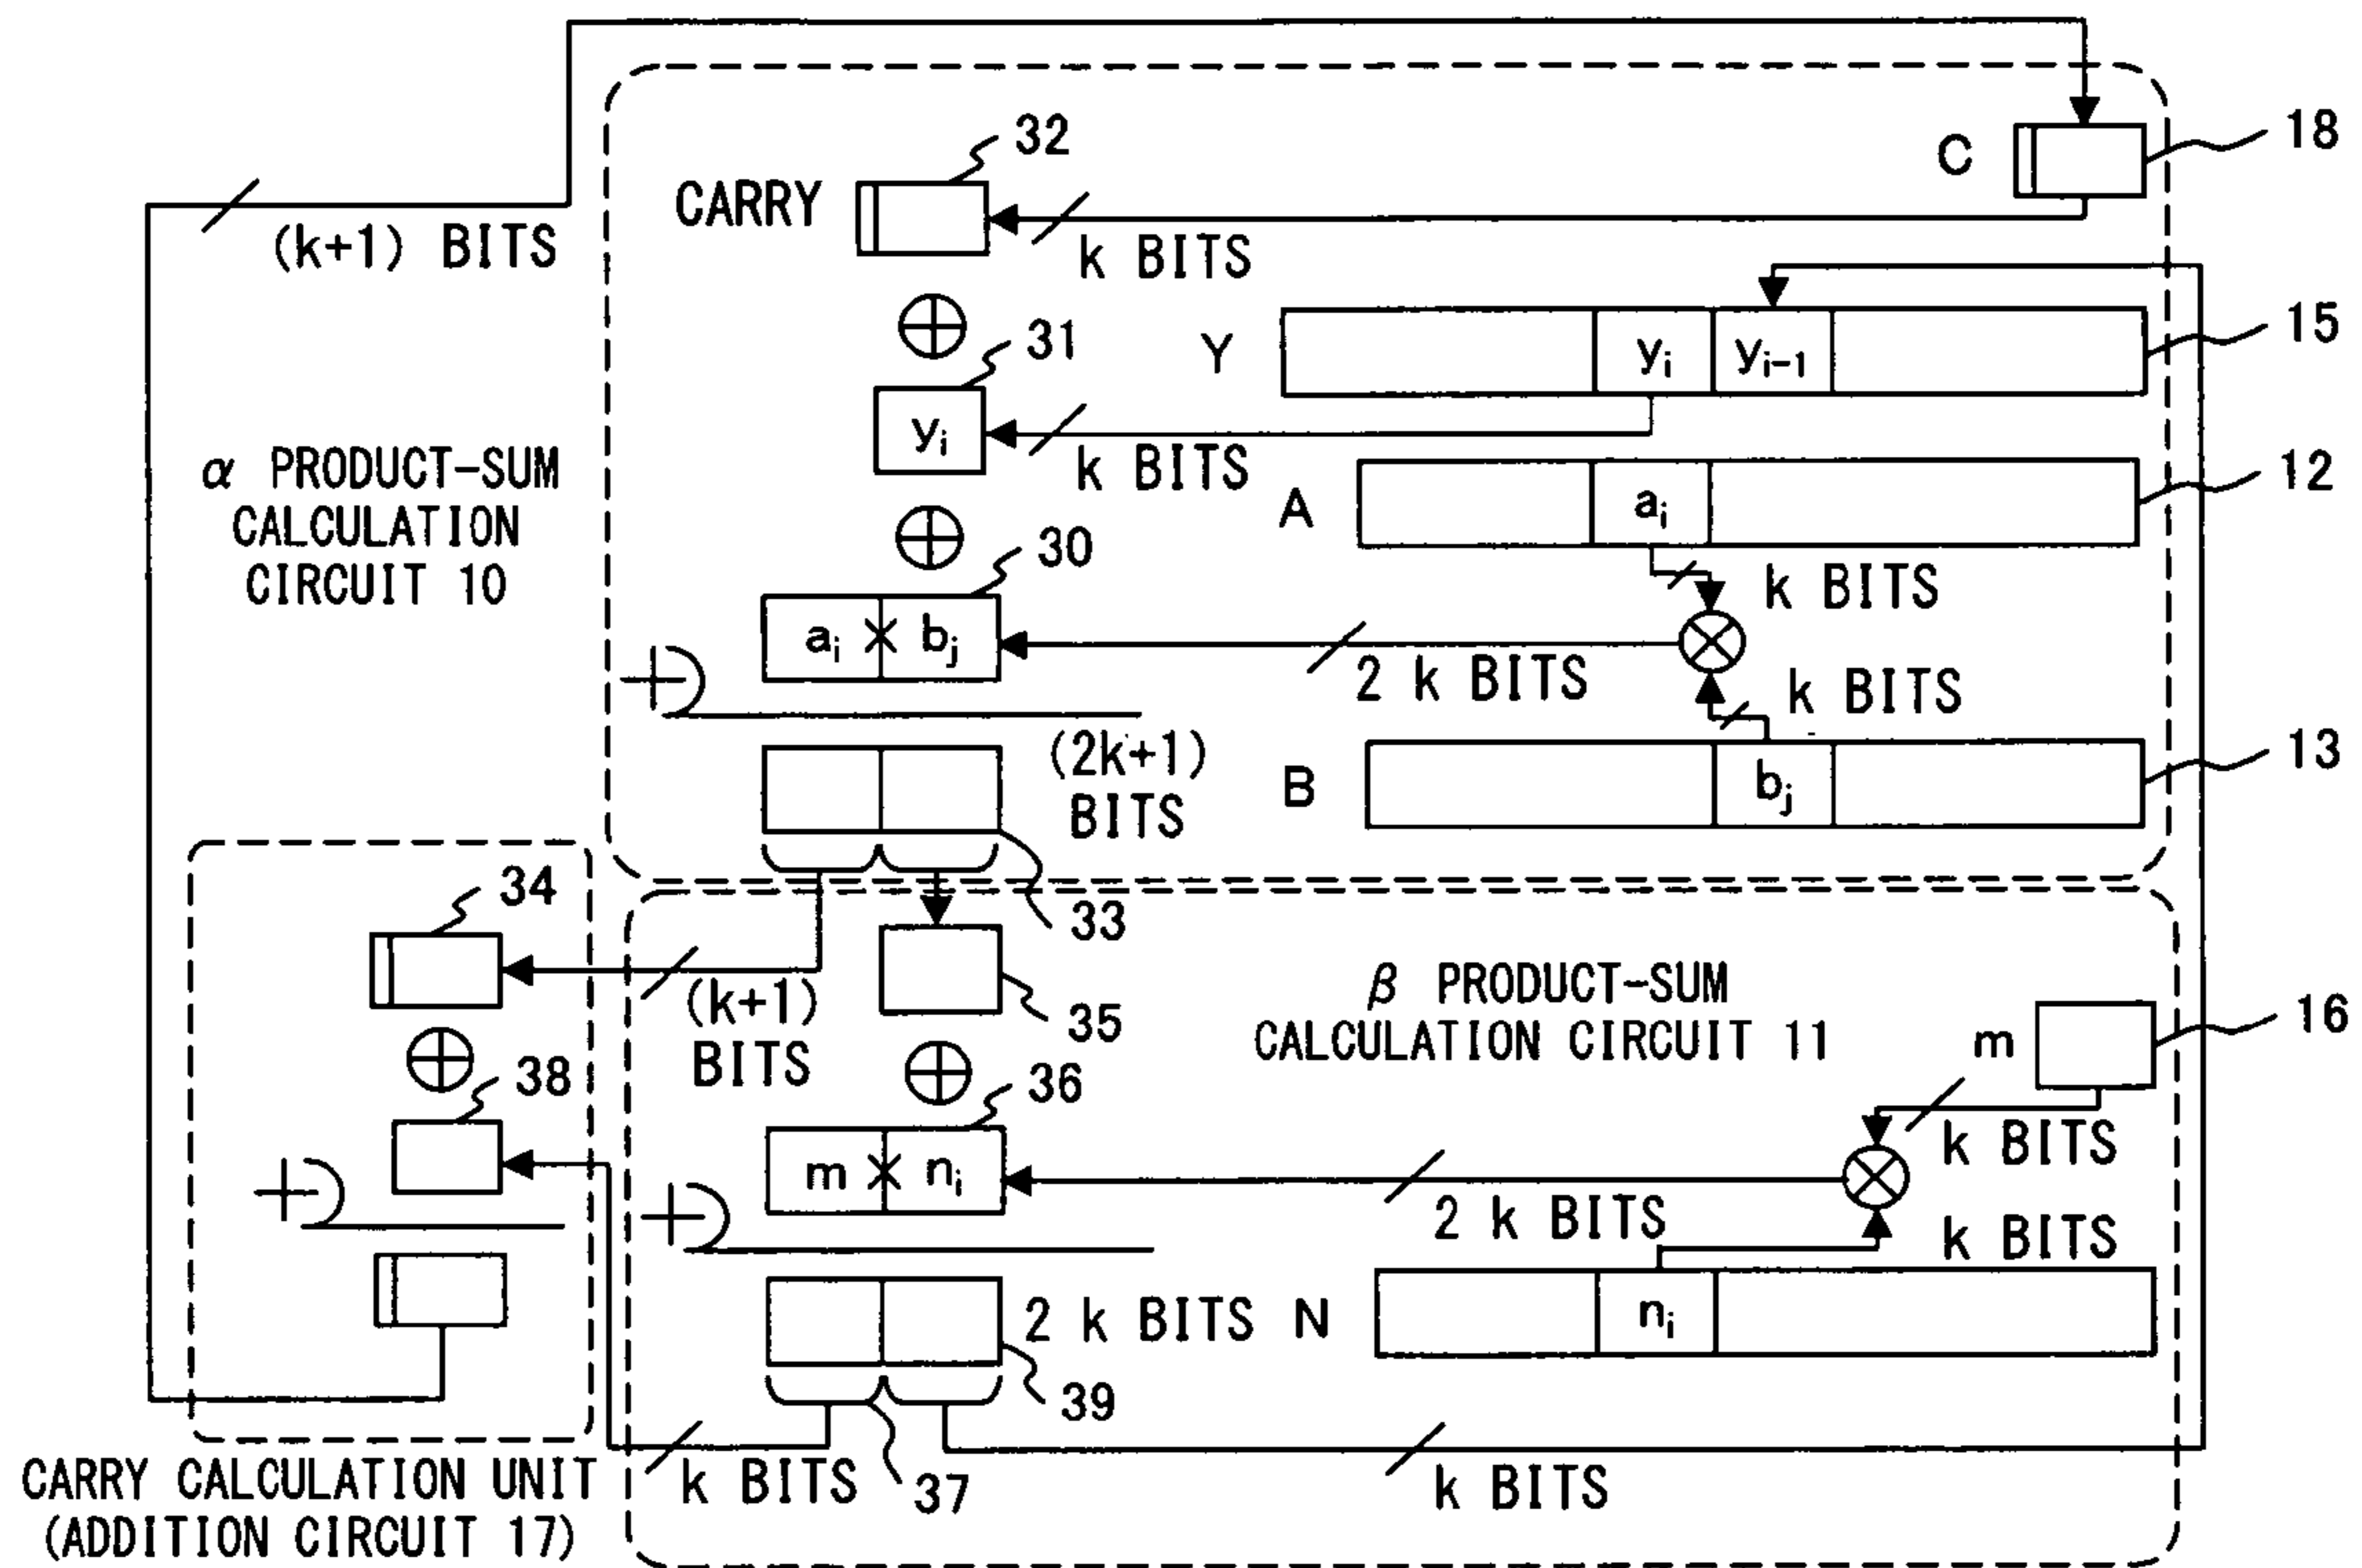 32
18
C
CARRY
(k+1) BITS
k BITS
31
15
Y
yi
yi-1
yi
k BITS
α PRODUCT-SUM
CALCULATION
CIRCUIT 10
12
A
ai
30
k BITS
ai × bj
2 k BITS
k BITS
(2k+1)
BITS
13
B
bj
34
33
(k+1)
BITS
35
β PRODUCT-SUM
CALCULATION CIRCUIT 11
16
m
38
36
k BITS
m × ni
2 k BITS
k BITS
2 k BITS
N
ni
39
k BITS
37
k BITS
CARRY CALCULATION UNIT
(ADDITION CIRCUIT 17)